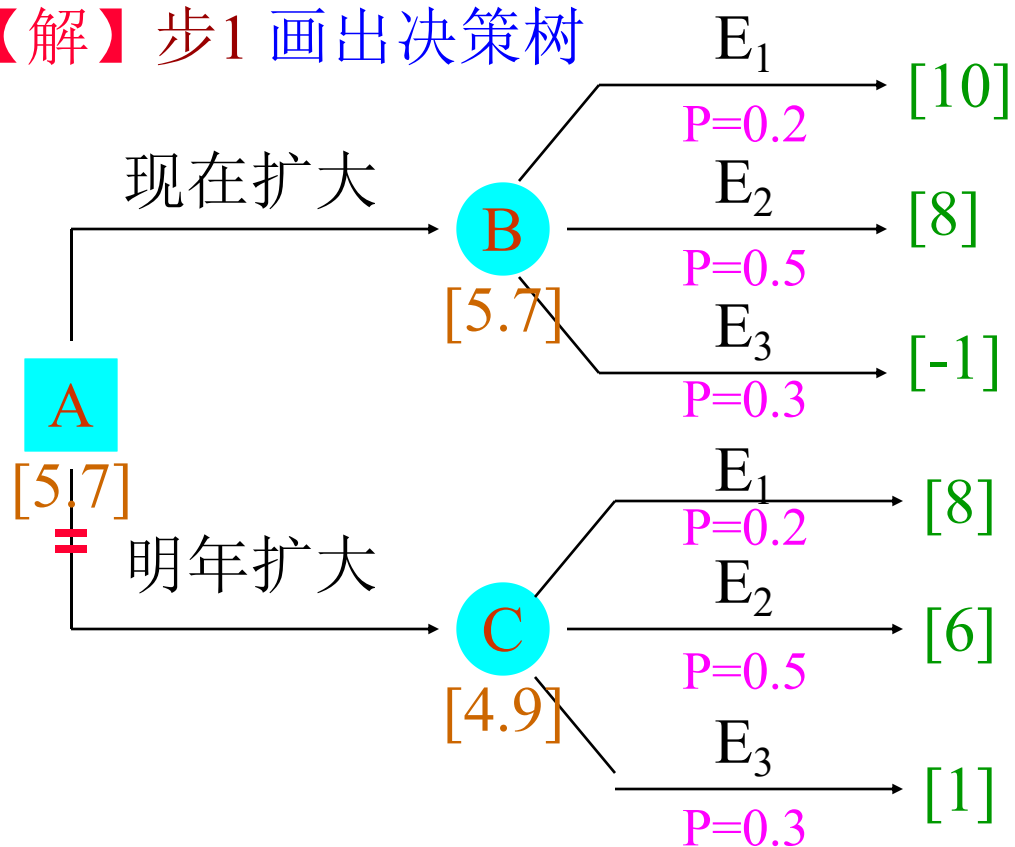 【解】步1 画出决策树
E1
P=0.2
[10]
现在扩大
B
[5.7]
E2
P=0.5
[8]
E3
P=0.3
[-1]
A
[5.7]
明年扩大
C
[4.9]
E1
P=0.2
[8]
E2
P=0.5
[6]
E3
P=0.3
[1]